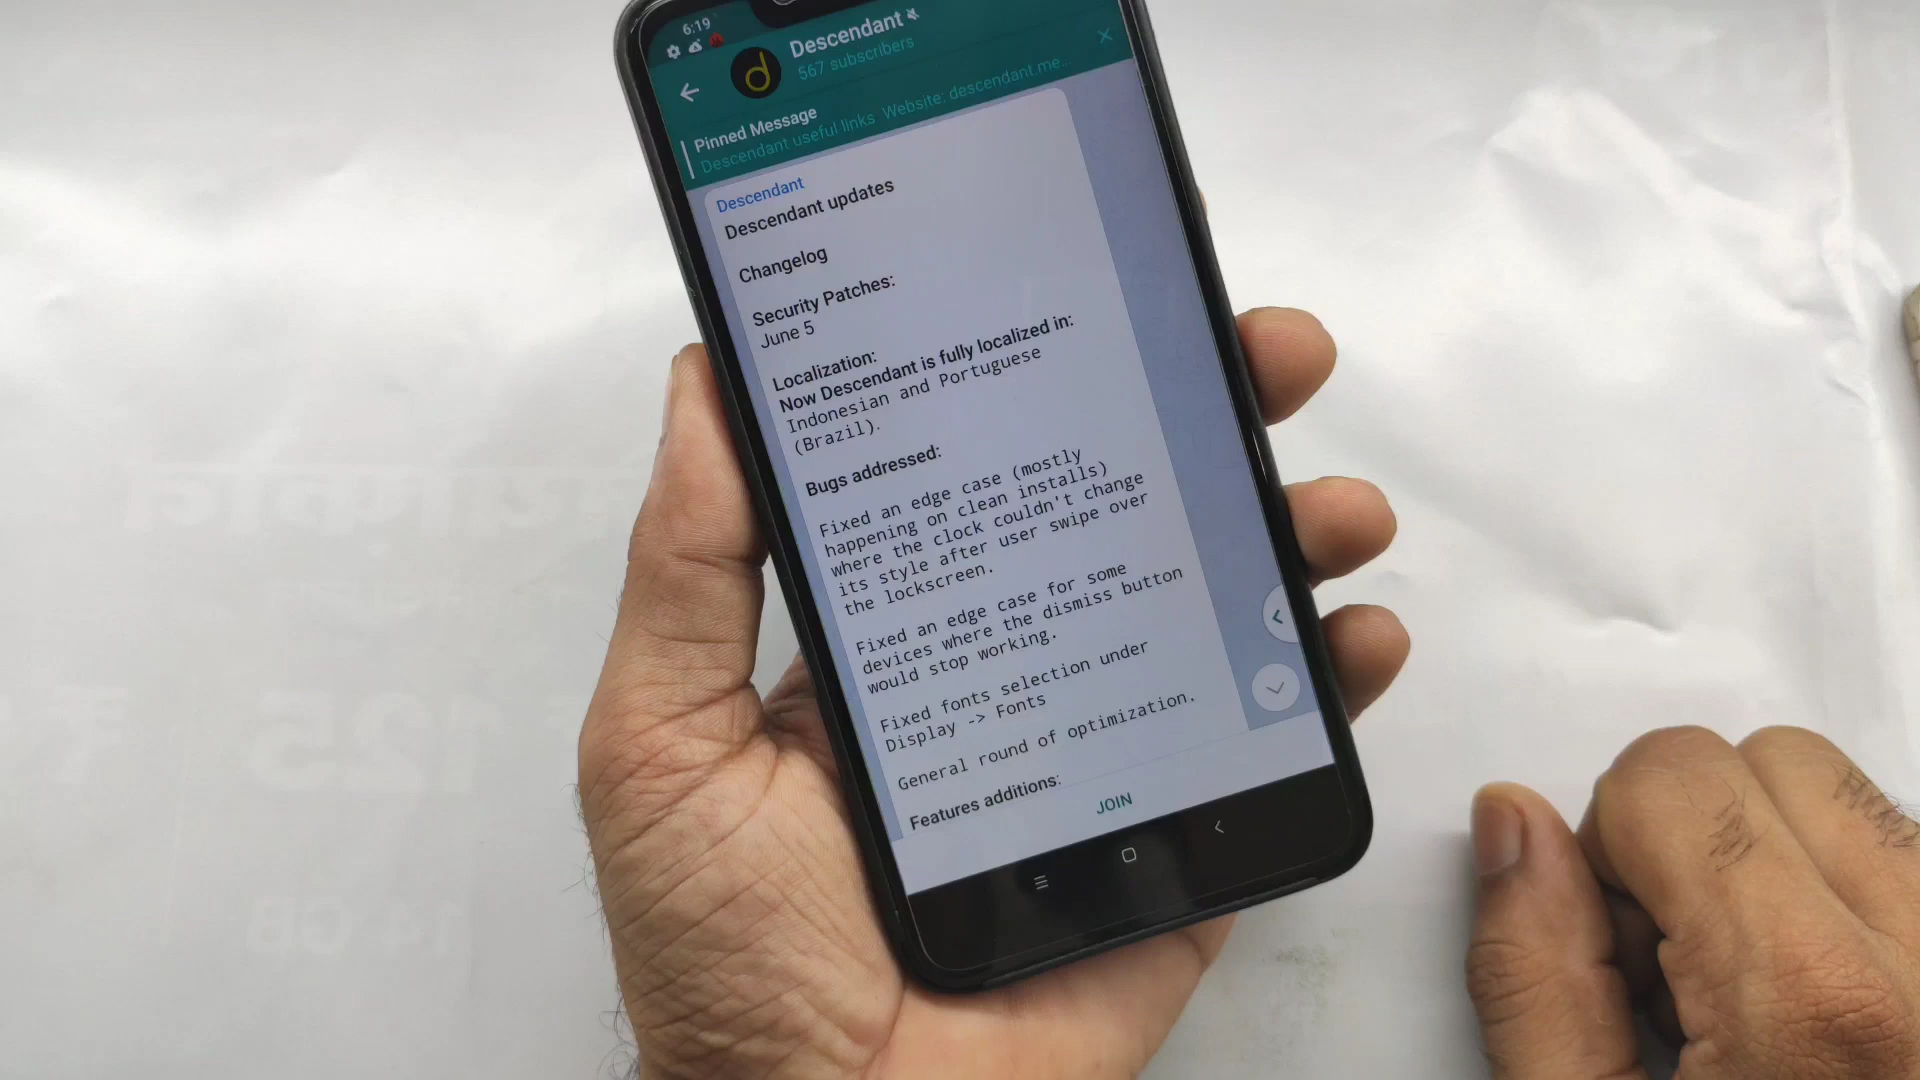 6:19
Descendant
567 subscribers
Pinned Message
Descendant useful links Website: descendant.me...
Descendant
Descendant updates
Changelog
Security Patches:
June 5
Localization:
Now Descendant is fully localized in:
Indonesian and Portuguese
(Brazil).
Bugs addressed:
Fixed an edge case (mostly
happening on clean installs)
where the clock couldn't change
its style after user swipe over
the lockscreen.
Fixed an edge case for some
devices where the dismiss button
would stop working.
Fixed fonts selection under
Display -> Fonts
General round of optimization.
Features additions:
JOIN